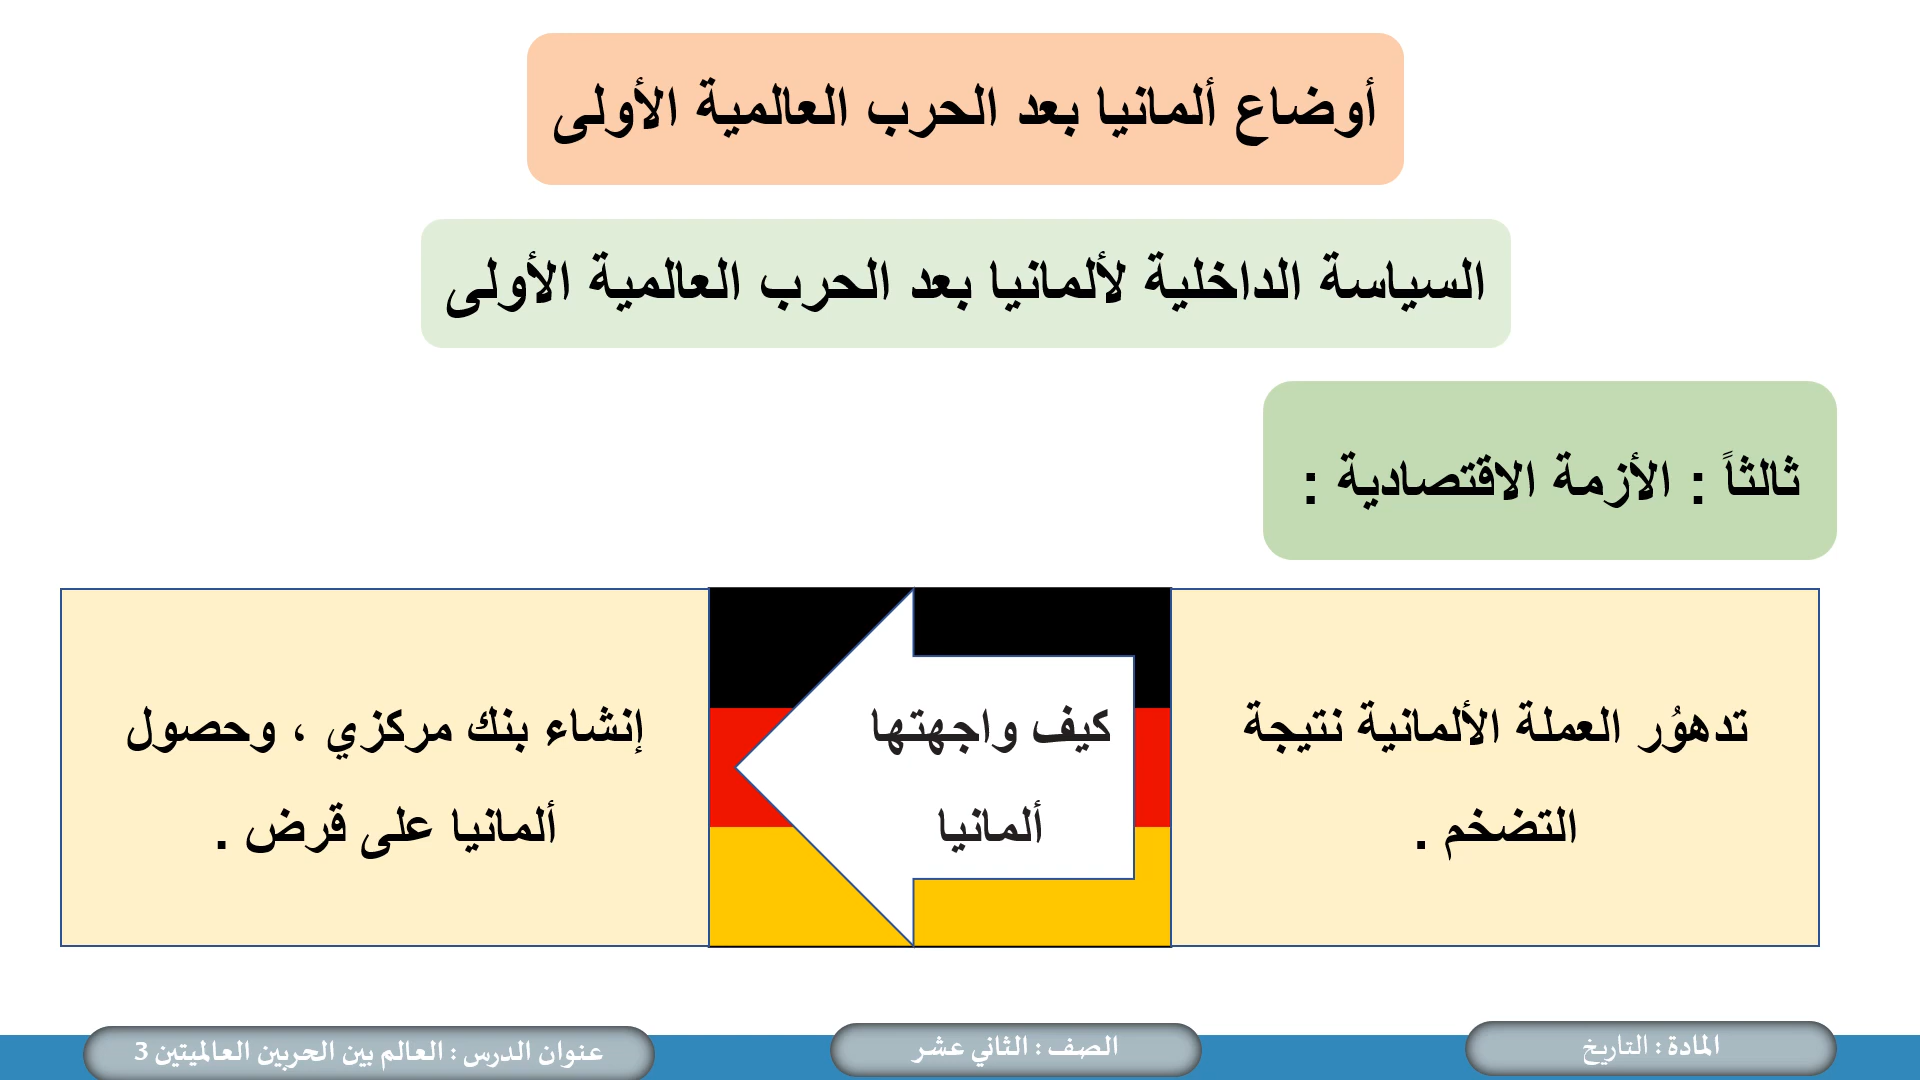 أوضاع ألمانيا بعد الحرب العالمية الأولى
السياسة الداخلية لألمانيا بعد الحرب العالمية الأولى
ثالثاً : الأزمة الاقتصادية :
تدهوُر العملة الألمانية نتيجة
التضخم .
كيف واجهتها
ألمانيا
إنشاء بنك مركزي ، وحصول
ألمانيا على قرض .
المادة : التاريخ
الصف : الثاني عشر
عنوان الدرس : العالم بين الحربين العالميتين 3